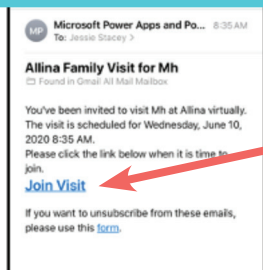 MP
Microsoft Power Apps and Po... 8:35 AM
To: Jessie Stacey >
Allina Family Visit for Mh
Found in Gmail All Mail Mailbox
You've been invited to visit Mh at Allina virtually.
The visit is scheduled for Wednesday, June 10,
2020 8:35 AM.
Please click the link below when it is time to
join.
Join Visit
If you want to unsubscribe from these emails,
please use this form.